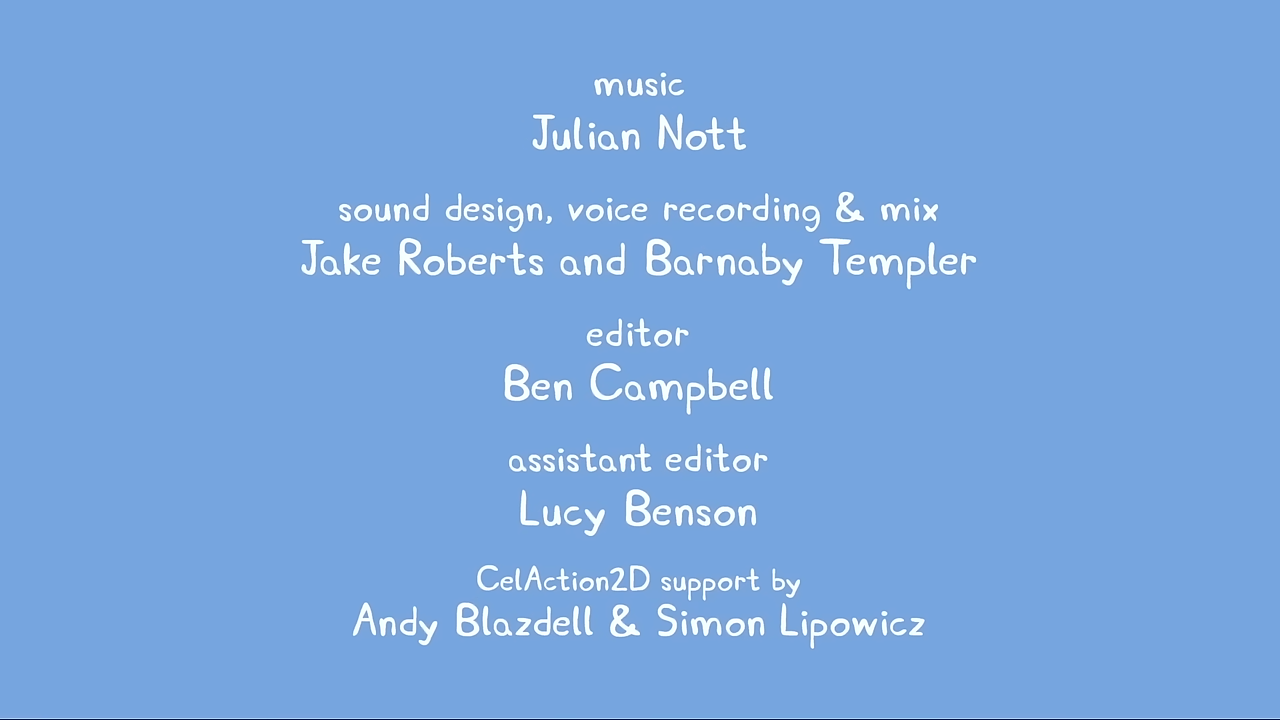 music
Julian Nott
sound design, voice recording & mix
Jake Roberts and Barnaby Templer
editor
Ben Campbell
assistant editor
Lucy Benson
CelAction2D support by
Andy Blazdell & Simon Lipowicz